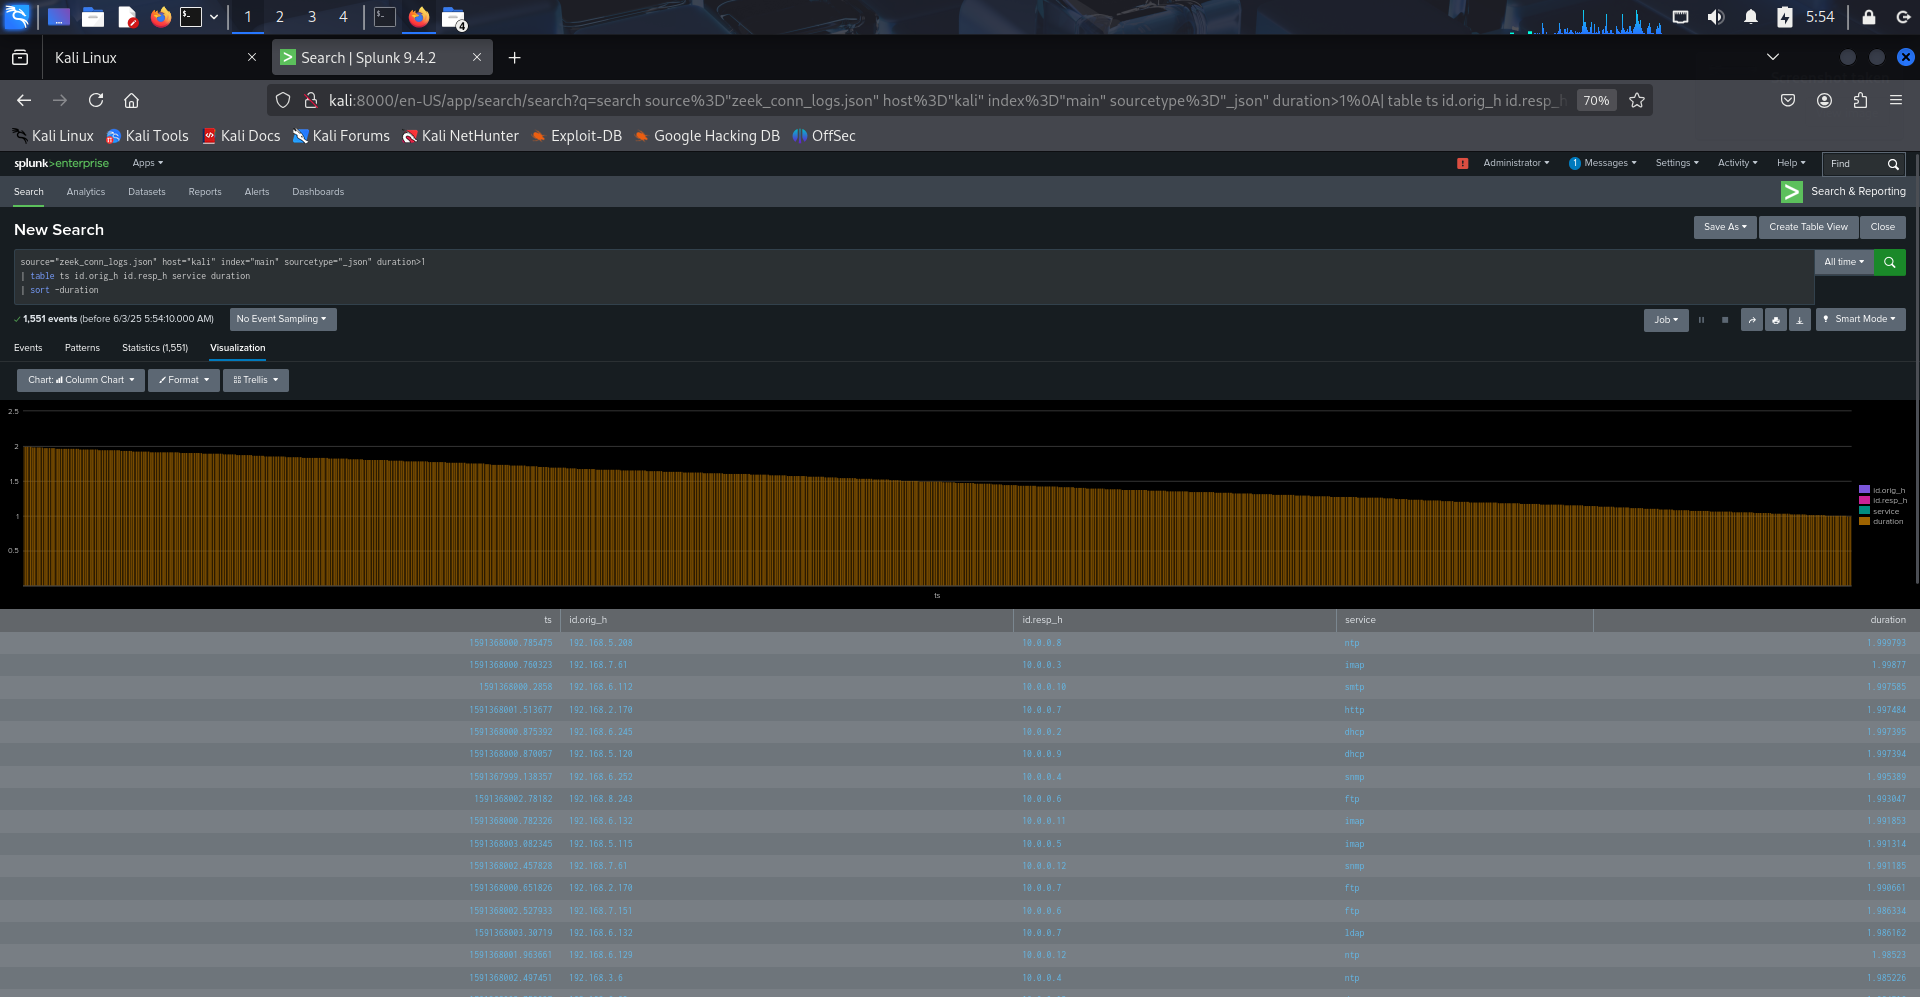 1 2 3 4 4 5:54
Kali Linux Search | Splunk 9.4.2
kali:8000/en-US/app/search/search?q=search source%3D"zeek_conn_logs.json" host%3D"kali" index%3D"main" sourcetype%3D"_json" duration>1%0A| table ts id.orig_h id.resp_h 70%
Kali Linux Kali Tools Kali Docs Kali Forums Kali NetHunter Exploit-DB Google Hacking DB OffSec
splunk>enterprise Apps Administrator 1 Messages Settings Activity Help Find
Search Analytics Datasets Reports Alerts Dashboards Search & Reporting
New Search Save As Create Table View Close
source="zeek_conn_logs.json" host="kali" index="main" sourcetype="_json" duration>1 All time
| table ts id.orig_h id.resp_h service duration
| sort -duration
1,551 events (before 6/3/25 5:54:10.000 AM) No Event Sampling Job Smart Mode
Events Patterns Statistics (1,551) Visualization
Chart: Column Chart Format Trellis
2.5
2
1.5
1
0.5
id.orig_h
id.resp_h
service
duration
ts
ts id.orig_h id.resp_h service duration
1591368000.785475 192.168.5.208 10.0.0.8 ntp 1.999793
1591368000.760323 192.168.7.61 10.0.0.3 imap 1.99877
1591368000.2858 192.168.6.112 10.0.0.10 smtp 1.997585
1591368001.513677 192.168.2.170 10.0.0.7 http 1.997484
1591368000.875392 192.168.6.245 10.0.0.2 dhcp 1.997395
1591368000.870057 192.168.5.120 10.0.0.9 dhcp 1.997394
1591367999.138357 192.168.6.252 10.0.0.4 snmp 1.995388
1591368002.78182 192.168.8.243 10.0.0.6 ftp 1.993047
1591368000.782326 192.168.6.132 10.0.0.11 imap 1.991853
1591368003.082345 192.168.5.115 10.0.0.5 imap 1.991314
1591368002.457828 192.168.7.61 10.0.0.12 snmp 1.991185
1591368000.651826 192.168.2.170 10.0.0.7 ftp 1.990661
1591368002.527933 192.168.7.151 10.0.0.6 ftp 1.986334
1591368003.30719 192.168.6.132 10.0.0.7 ldap 1.986162
1591368001.963661 192.168.6.129 10.0.0.12 ntp 1.98523
1591368002.497451 192.168.3.6 10.0.0.4 ntp 1.985226